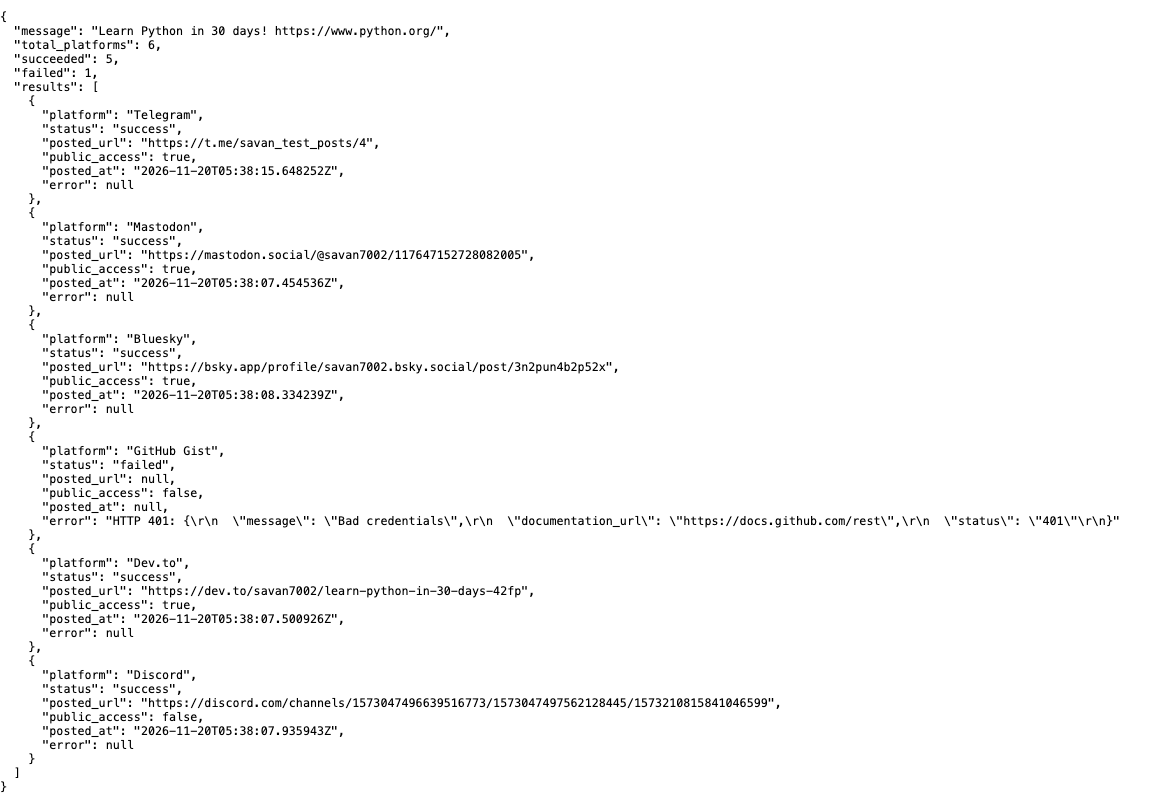 {
  "message": "Learn Python in 30 days! https://www.python.org/",
  "total_platforms": 6,
  "succeeded": 5,
  "failed": 1,
  "results": [
    {
      "platform": "Telegram",
      "status": "success",
      "posted_url": "https://t.me/savan_test_posts/4",
      "public_access": true,
      "posted_at": "2026-11-20T05:38:15.648252Z",
      "error": null
    },
    {
      "platform": "Mastodon",
      "status": "success",
      "posted_url": "https://mastodon.social/@savan7002/117647152728082005",
      "public_access": true,
      "posted_at": "2026-11-20T05:38:07.454536Z",
      "error": null
    },
    {
      "platform": "Bluesky",
      "status": "success",
      "posted_url": "https://bsky.app/profile/savan7002.bsky.social/post/3n2pun4b2p52x",
      "public_access": true,
      "posted_at": "2026-11-20T05:38:08.334239Z",
      "error": null
    },
    {
      "platform": "GitHub Gist",
      "status": "failed",
      "posted_url": null,
      "public_access": false,
      "posted_at": null,
      "error": "HTTP 401: {\r\n  \"message\": \"Bad credentials\",\r\n  \"documentation_url\": \"https://docs.github.com/rest\",\r\n  \"status\": \"401\"\r\n}"
    },
    {
      "platform": "Dev.to",
      "status": "success",
      "posted_url": "https://dev.to/savan7002/learn-python-in-30-days-42fp",
      "public_access": true,
      "posted_at": "2026-11-20T05:38:07.500926Z",
      "error": null
    },
    {
      "platform": "Discord",
      "status": "success",
      "posted_url": "https://discord.com/channels/1573047496639516773/1573047497562128445/1573210815841046599",
      "public_access": false,
      "posted_at": "2026-11-20T05:38:07.935943Z",
      "error": null
    }
  ]
}